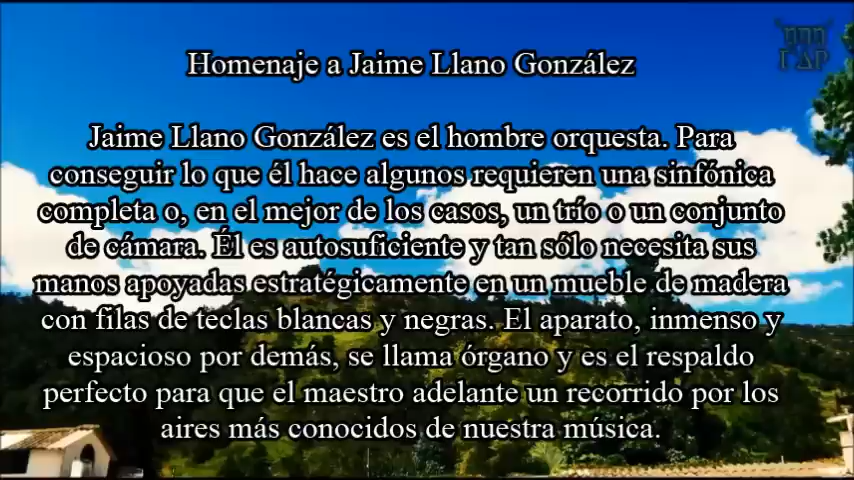 Homenaje a Jaime Llano González
Jaime Llano González es el hombre orquesta. Para
conseguir lo que él hace algunos requieren una sinfónica
completa o, en el mejor de los casos, un trío o un conjunto
de cámara. Él es autosuficiente y tan sólo necesita sus
manos apoyadas estratégicamente en un mueble de madera
con filas de teclas blancas y negras. El aparato, inmenso y
espacioso por demás, se llama órgano y es el respaldo
perfecto para que el maestro adelante un recorrido por los
aires más conocidos de nuestra música.